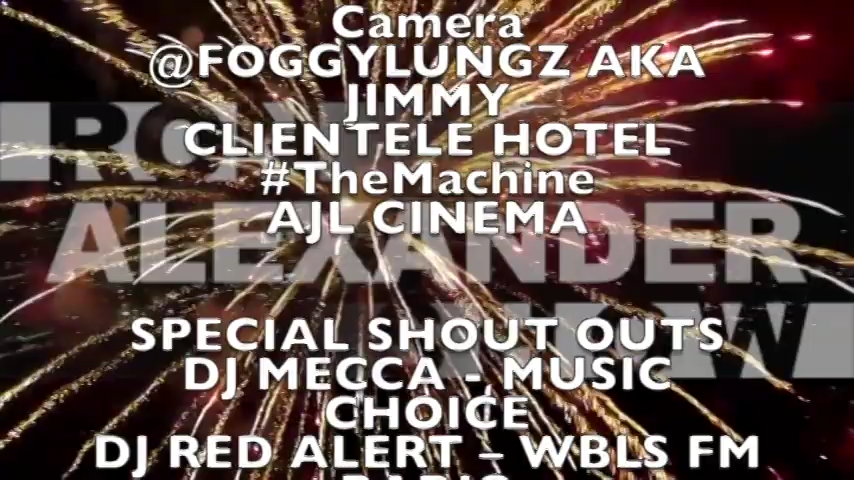 Camera
@FOGGYLUNGZ AKA
JIMMY
CLIENTELE HOTEL
#TheMachine
AJL CINEMA
ALEXANDER
SPECIAL SHOUT OUTS
DJ MECCA - MUSIC
CHOICE
DJ RED ALERT – WBLS FM
RADIO